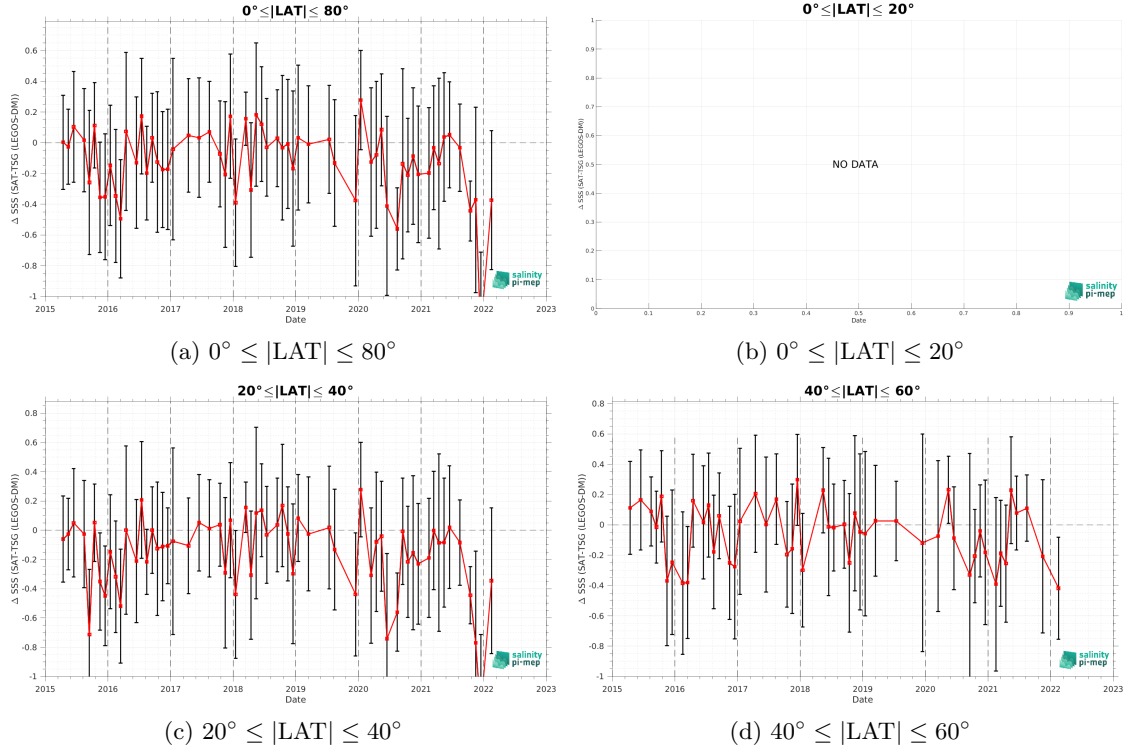 0°≤|LAT|≤ 80°
Δ SSS (SAT-TSG (LEGOS-DM))
0.6
0.4
0.2
0
-0.2
-0.4
-0.6
-0.8
-1
2015 2016 2017 2018 2019 2020 2021 2022 2023
Date
salinity
pi-mep
(a) 0° ≤ |LAT| ≤ 80°
0°≤|LAT|≤ 20°
Δ SSS (SAT-TSG (LEGOS-DM))
1
0.9
0.8
0.7
0.6
0.5
0.4
0.3
0.2
0.1
0
NO DATA
0 0.1 0.2 0.3 0.4 0.5 0.6 0.7 0.8 0.9 1
Date
salinity
pi-mep
(b) 0° ≤ |LAT| ≤ 20°
20°≤|LAT|≤ 40°
Δ SSS (SAT-TSG (LEGOS-DM))
0.8
0.6
0.4
0.2
0
-0.2
-0.4
-0.6
-0.8
-1
2015 2016 2017 2018 2019 2020 2021 2022 2023
Date
salinity
pi-mep
(c) 20° ≤ |LAT| ≤ 40°
40°≤|LAT|≤ 60°
Δ SSS (SAT-TSG (LEGOS-DM))
0.8
0.6
0.4
0.2
0
-0.2
-0.4
-0.6
-0.8
-1
2015 2016 2017 2018 2019 2020 2021 2022 2023
Date
salinity
pi-mep
(d) 40° ≤ |LAT| ≤ 60°